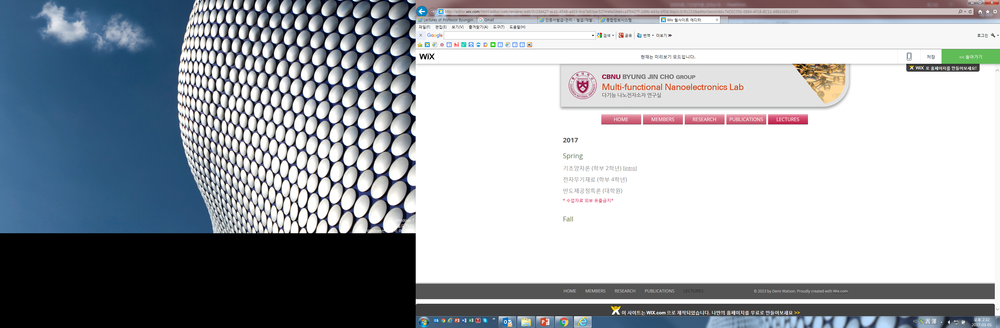 Windows 7
7601
http://editor.wix.com/html/editor/web/renderer/edit/0c2dd427-eca1-4546-a433-6ce7e92eac52?metaSiteId=a3f5427f-2d9b-443a-bf0d-9da3c3c91233&editorSessionId=74DEC05E-EB94-4F1B-BC11-68B16E91355F
Lectures of Professor Byungjin...
Gmail
인증서발급/관리 - 발급/재발...
종합정보시스템
Wix 웹사이트 에디터
파일(F) 편집(E) 보기(V) 즐겨찾기(A) 도구(T) 도움말(H)
Google 검색 공유 번역 더보기 » 로그인
WiX 현재는 미리보기 모드입니다. 저장 << 돌아가기
WiX 로 홈페이지를 만들어보세요!
CBNU BYUNG JIN CHO GROUP
Multi-functional Nanoelectronics Lab
다기능 나노전자소자 연구실
CHUNGBUK NATIONAL UNIVERSITY
HOME MEMBERS RESEARCH PUBLICATIONS LECTURES
2017
Spring
기초양자론 (학부 2학년) [intro]
전자무기재료 (학부 4학년)
반도체공정특론 (대학원)
* 수업자료 외부 유출금지*
Fall
HOME MEMBERS RESEARCH PUBLICATIONS LECTURES © 2023 by Demi Watson. Proudly created with Wix.com
이 사이트는 WIX.com 으로 제작되었습니다. 나만의 홈페이지를 무료로 만들어보세요 >>
KO A 漢 오후 2:32
2017-03-01